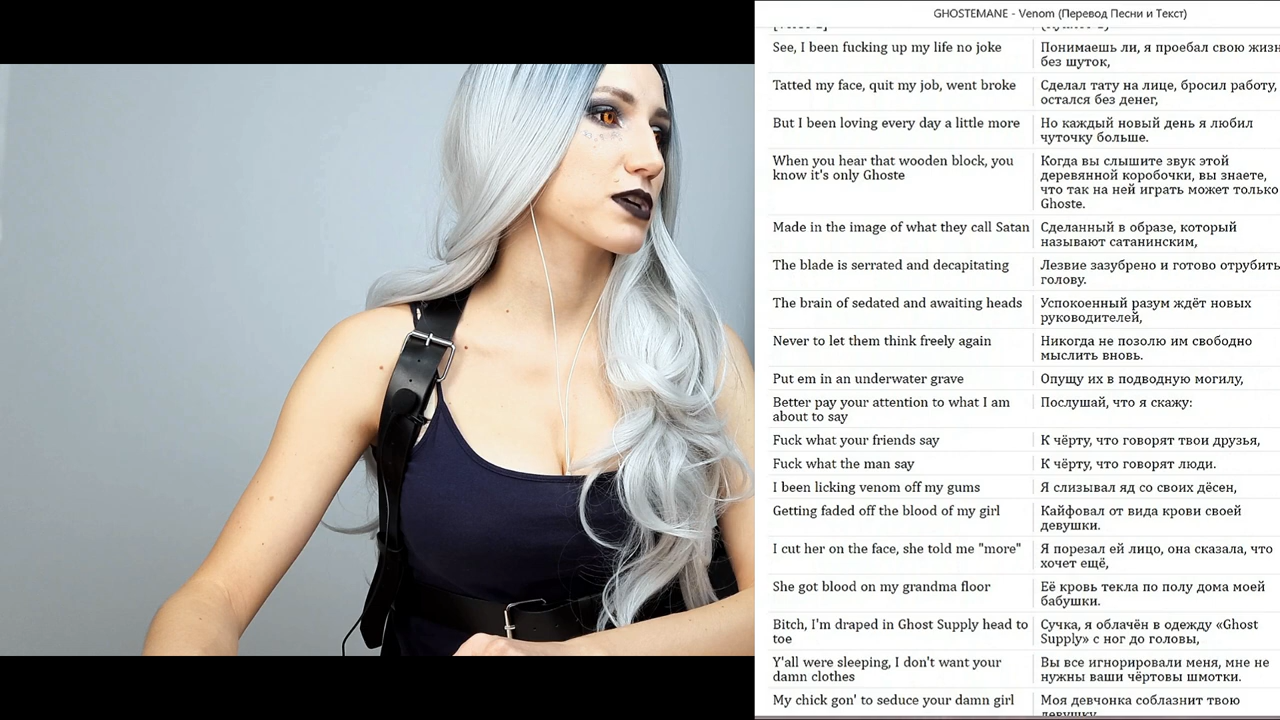 GHOSTEMANE - Venom (Перевод Песни и Текст)
See, I been fucking up my life no joke
Понимаешь ли, я проебал свою жизн
без шуток,
Tatted my face, quit my job, went broke
Сделал тату на лице, бросил работу,
остался без денег,
But I been loving every day a little more
Но каждый новый день я любил
чуточку больше.
When you hear that wooden block, you
know it's only Ghoste
Когда вы слышите звук этой
деревянной коробочки, вы знаете,
что так на ней играть может только
Ghoste.
Made in the image of what they call Satan
Сделанный в образе, который
называют сатанинским,
The blade is serrated and decapitating
Лезвие зазубрено и готово отрубить
голову.
The brain of sedated and awaiting heads
Успокоенный разум ждёт новых
руководителей,
Never to let them think freely again
Никогда не позолю им свободно
мыслить вновь.
Put em in an underwater grave
Опущу их в подводную могилу,
Better pay your attention to what I am
about to say
Послушай, что я скажу:
Fuck what your friends say
К чёрту, что говорят твои друзья,
Fuck what the man say
К чёрту, что говорят люди.
I been licking venom off my gums
Я слизывал яд со своих дёсен,
Getting faded off the blood of my girl
Кайфовал от вида крови своей
девушки.
I cut her on the face, she told me "more"
Я порезал ей лицо, она сказала, что
хочет ещё,
She got blood on my grandma floor
Её кровь текла по полу дома моей
бабушки.
Bitch, I'm draped in Ghost Supply head to
toe
Сучка, я облачён в одежду «Ghost
Supply» с ног до головы,
Y'all were sleeping, I don't want your
damn clothes
Вы все игнорировали меня, мне не
нужны ваши чёртовы шмотки.
My chick gon' to seduce your damn girl
Моя девчонка соблазнит твою
девушку